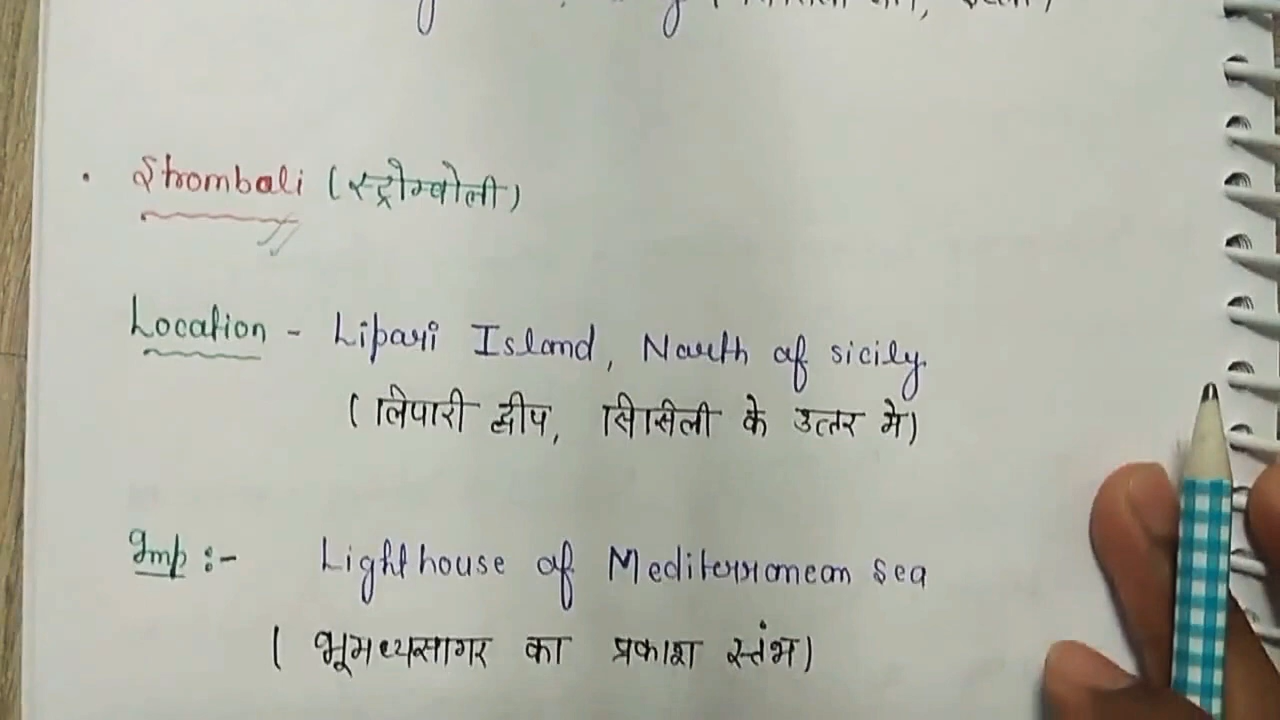 Strombali (स्ट्रोम्बोली)
Location - Lipari Island, North of sicily.
(लिपारी द्वीप, सिसिली के उत्तर मे)
Imp :- Lighthouse of Mediterranean sea
( भूमध्यसागर का प्रकाश स्तंभ)